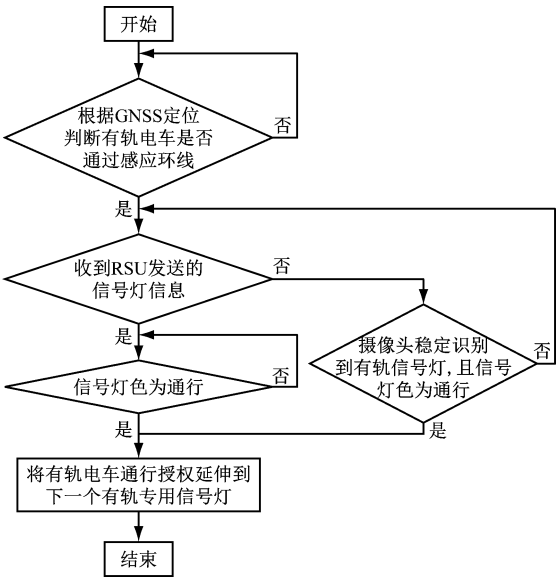 开始
根据GNSS定位
判断有轨电车是否
通过感应环线
否
是
收到RSU发送的
信号灯信息
否
是
摄像头稳定识别
到有轨信号灯,且信号
灯色为通行
否
信号灯色为通行
否
是
是
将有轨电车通行授权延伸到
下一个有轨专用信号灯
结束